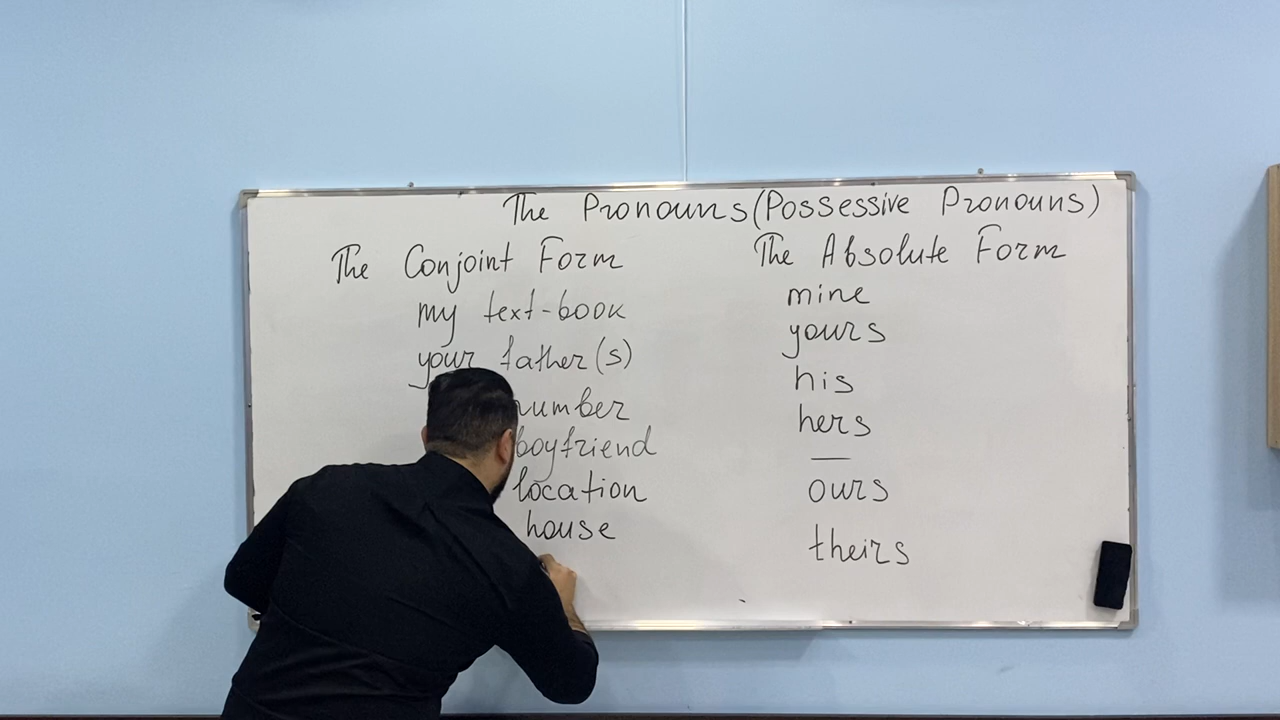 The Pronouns (Possessive Pronouns)
The Conjoint Form
my text-book
your father(s)
number
boyfriend
location
house
The Absolute Form
mine
yours
his
hers
—
ours
theirs